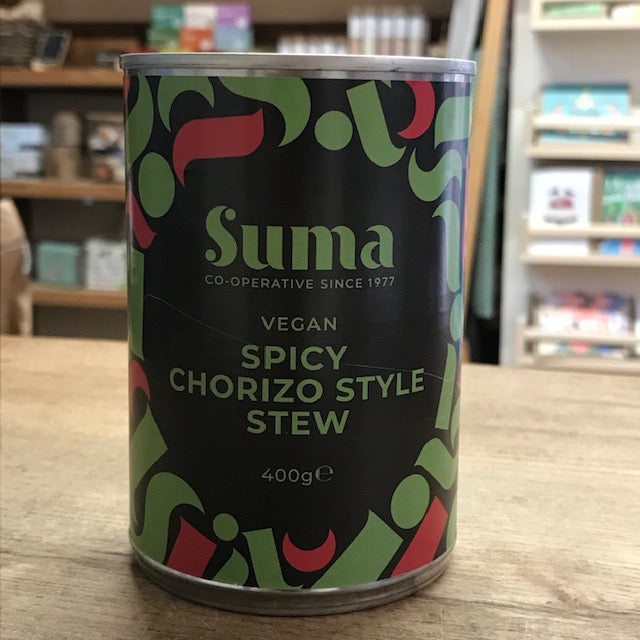 Suma
CO-OPERATIVE SINCE 1977
VEGAN
SPICY
CHORIZO STYLE
STEW
400g℮